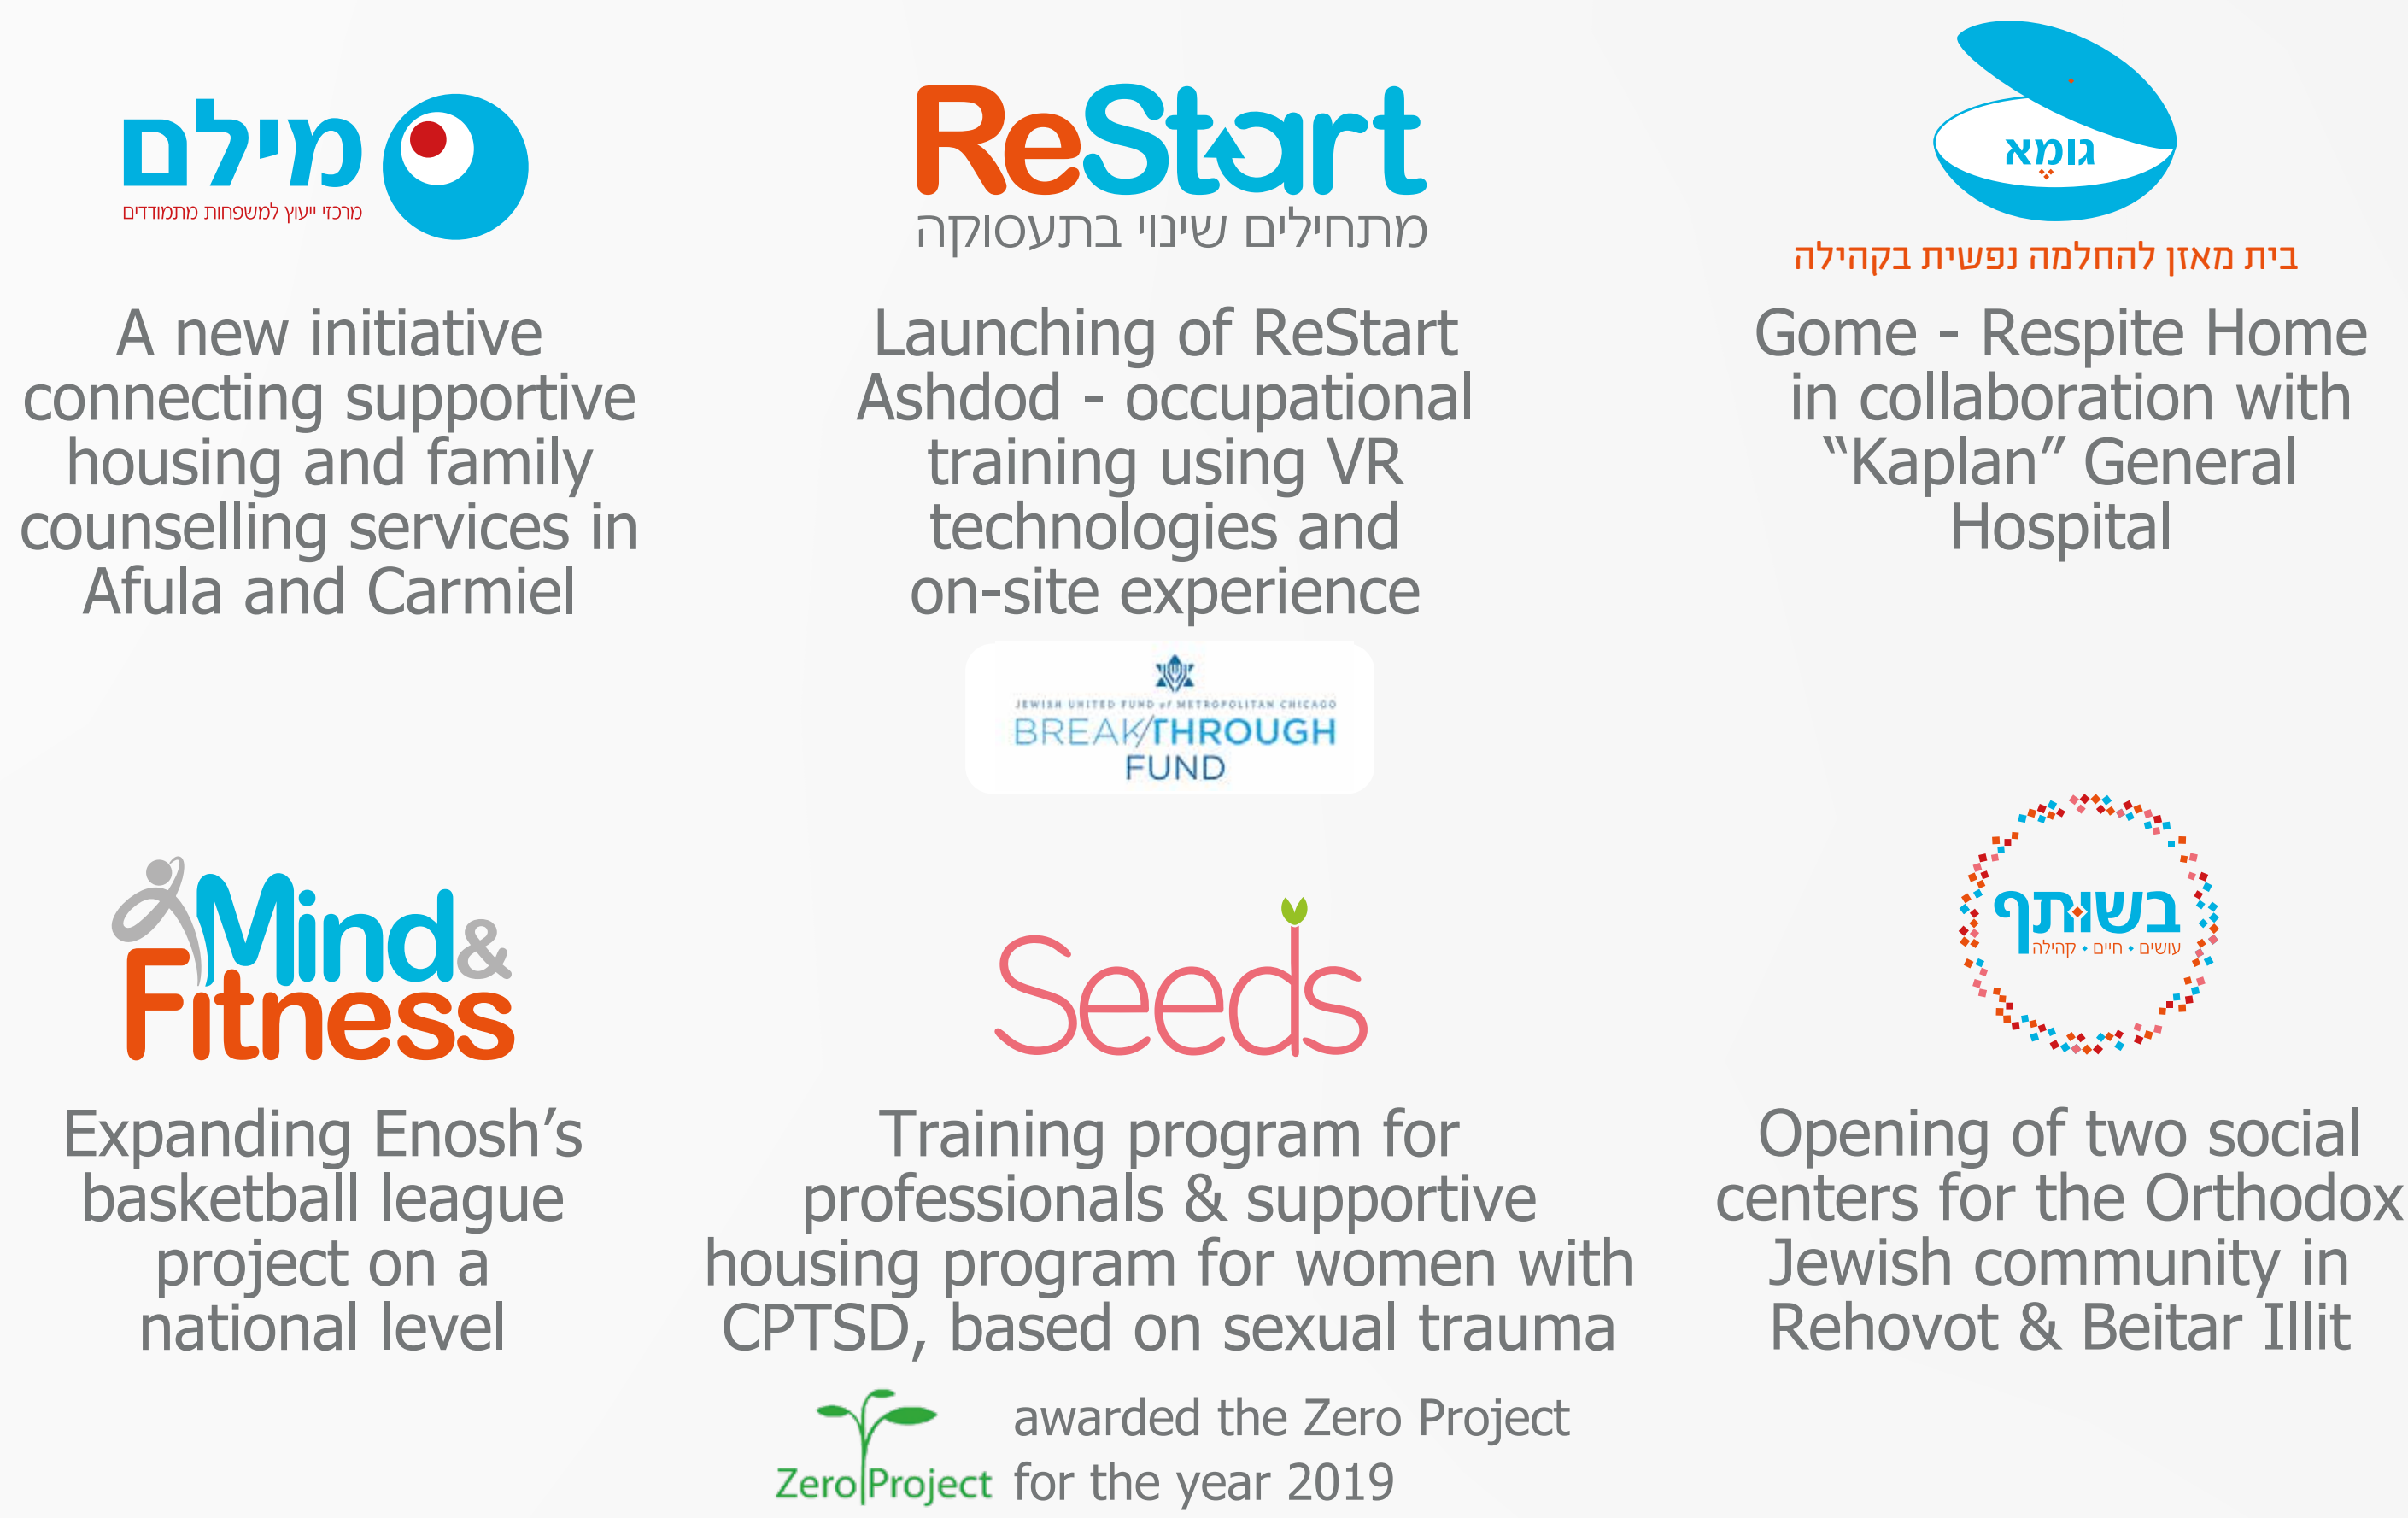 מילם
מרכזי ייעוץ למשפחות מתמודדים
A new initiative
connecting supportive
housing and family
counselling services in
Afula and Carmiel
ReStart
מתחילים שינוי בתעסוקה
Launching of ReStart
Ashdod - occupational
training using VR
technologies and
on-site experience
JEWISH UNITED FUND of METROPOLITAN CHICAGO
BREAK/THROUGH
FUND
גומֶא
בית מאזן להחלמה נפשית בקהילה
Gome - Respite Home
in collaboration with
“Kaplan” General
Hospital
Mind&
Fitness
Expanding Enosh’s
basketball league
project on a
national level
Seeds
Training program for
professionals & supportive
housing program for women with
CPTSD, based on sexual trauma
ZeroProject
awarded the Zero Project
for the year 2019
בשותף
עושים • חיים • קהילה
Opening of two social
centers for the Orthodox
Jewish community in
Rehovot & Beitar Illit